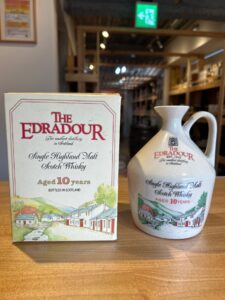 THE
EDRADOUR
The smallest distillery
in Scotland
Single Highland Malt
Scotch Whisky
Aged 10 years
BOTTLED IN SCOTLAND
THE
EDRADOUR
Single Highland Malt
Scotch Whisky
AGED 10 YEARS